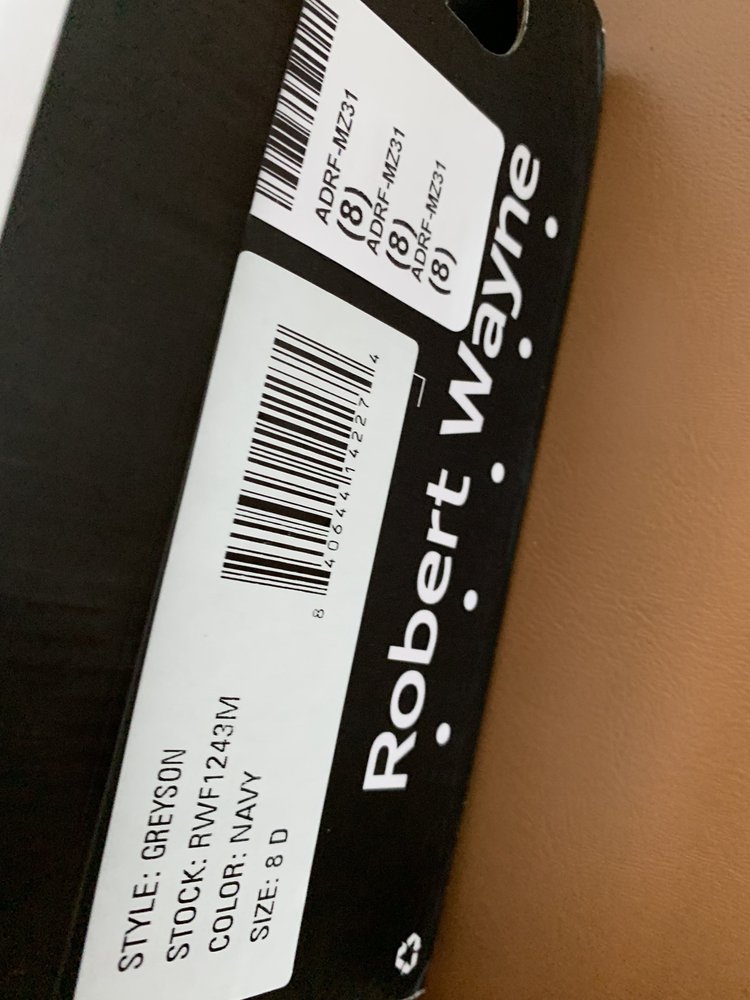 STYLE: GREYSON
STOCK: RWF1243M
COLOR: NAVY
SIZE: 8 D
8 40644 14227 4
ADRF-MZ31
(8)
ADRF-MZ31
(8)
ADRF-MZ31
(8)
Robert Wayne